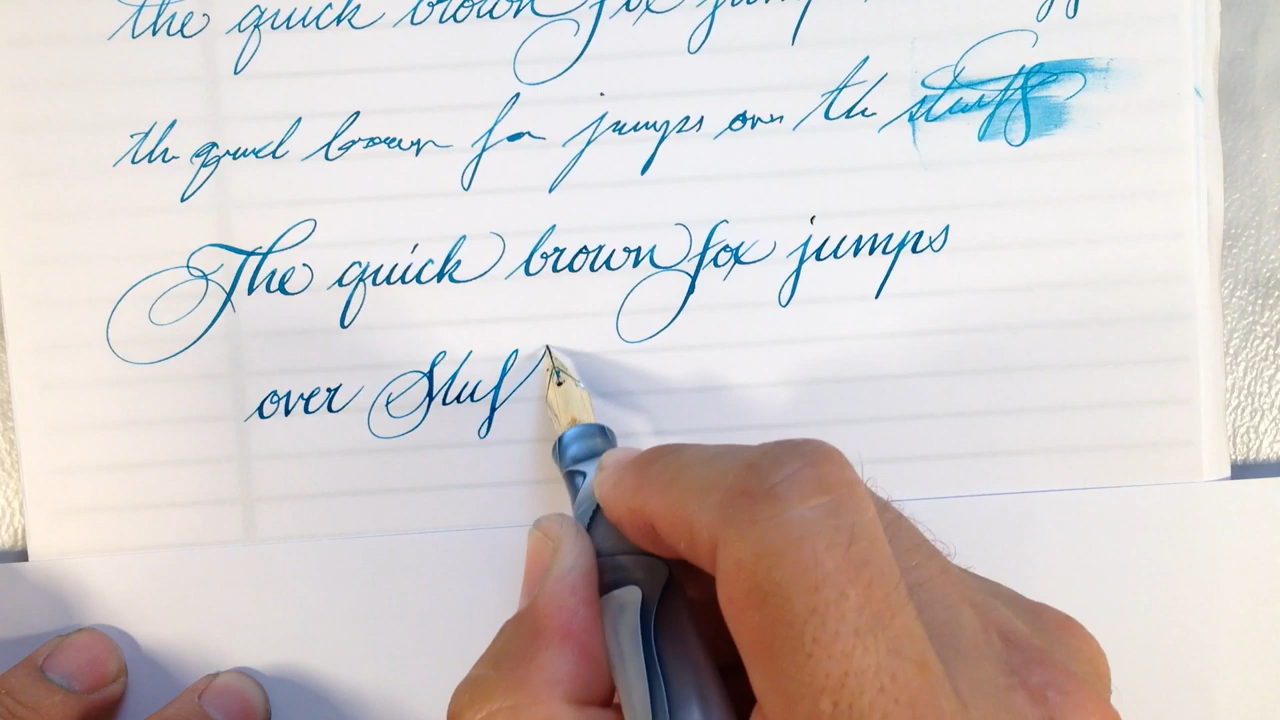 the quick brown fox jumps
the quick brown fox jumps over the stuff
The quick brown fox jumps
over Stuf